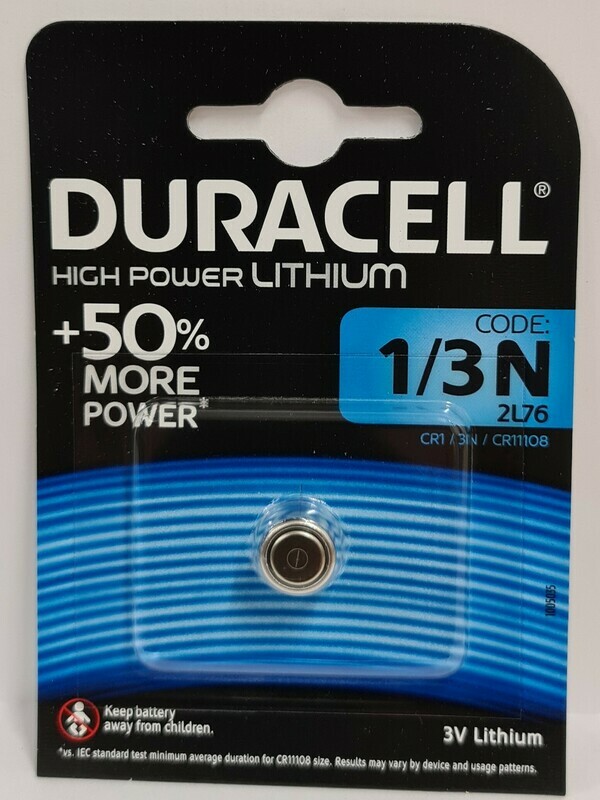 DURACELL®
HIGH POWER LITHIUM
+50%
MORE
POWER*
CODE:
1/3N
2L76
CR1 / 3N / CR11108
Keep battery
away from children.
3V Lithium
*vs. IEC standard test minimum average duration for CR11108 size. Results may vary by device and usage patterns.